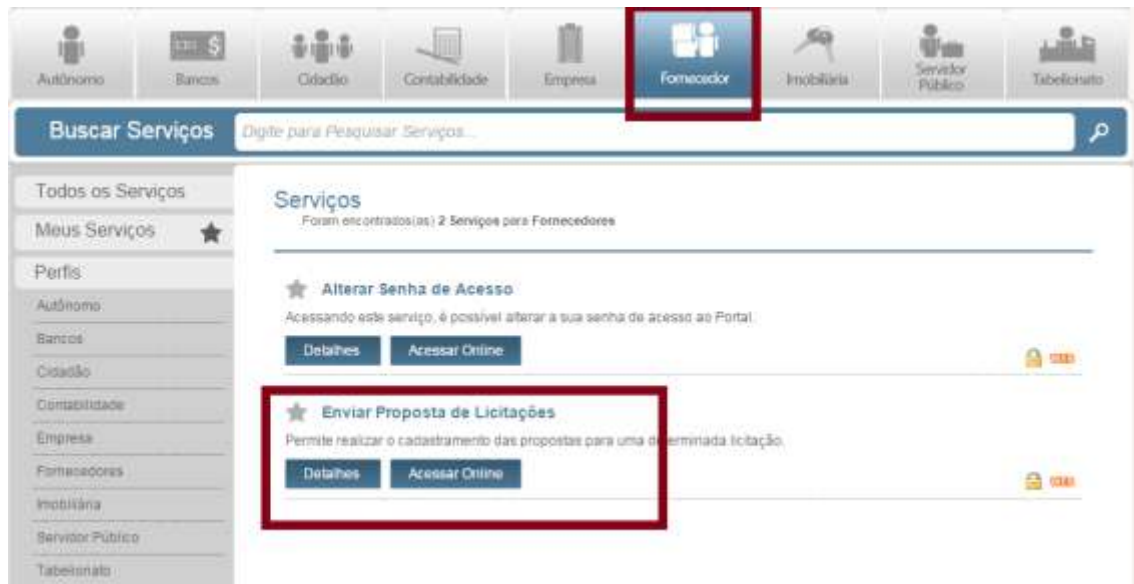 Autônomo
Bancos
Cidadão
Contabilidade
Empresa
Fornecedor
Imobiliária
Servidor
Público
Tabelionato
Buscar Serviços
Digite para Pesquisar Serviços...
Todos os Serviços
Meus Serviços
Perfis
Autônomo
Bancos
Cidadão
Contabilidade
Empresa
Fornecedores
Imobiliária
Servidor Público
Tabelionato
Serviços
Foram encontrados(as) 2 Serviços para Fornecedores
Alterar Senha de Acesso
Acessando este serviço, é possível alterar a sua senha de acesso ao Portal.
Detalhes Acessar Online
Enviar Proposta de Licitações
Permite realizar o cadastramento das propostas para uma determinada licitação.
Detalhes Acessar Online